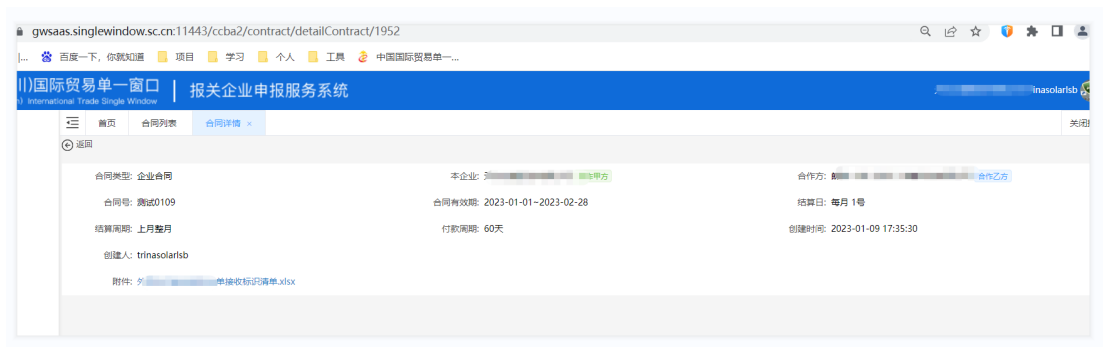 gwsaas.singlewindow.sc.cn:11443/ccba2/contract/detailContract/1952
百度一下，你就知道 项目 学习 个人 工具 中国国际贸易单一...
国际贸易单一窗口 报关企业申报服务系统
International Trade Single Window
inasolarlsb
首页 合同列表 合同详情 × 关闭
返回
合同类型: 企业合同 本企业: 甲方 合作方: 合作乙方
合同号: 测试0109 合同有效期: 2023-01-01~2023-02-28 结算日: 每月 1号
结算周期: 上月整月 付款周期: 60天 创建时间: 2023-01-09 17:35:30
创建人: trinasolarlsb
附件: 单接收标识清单.xlsx